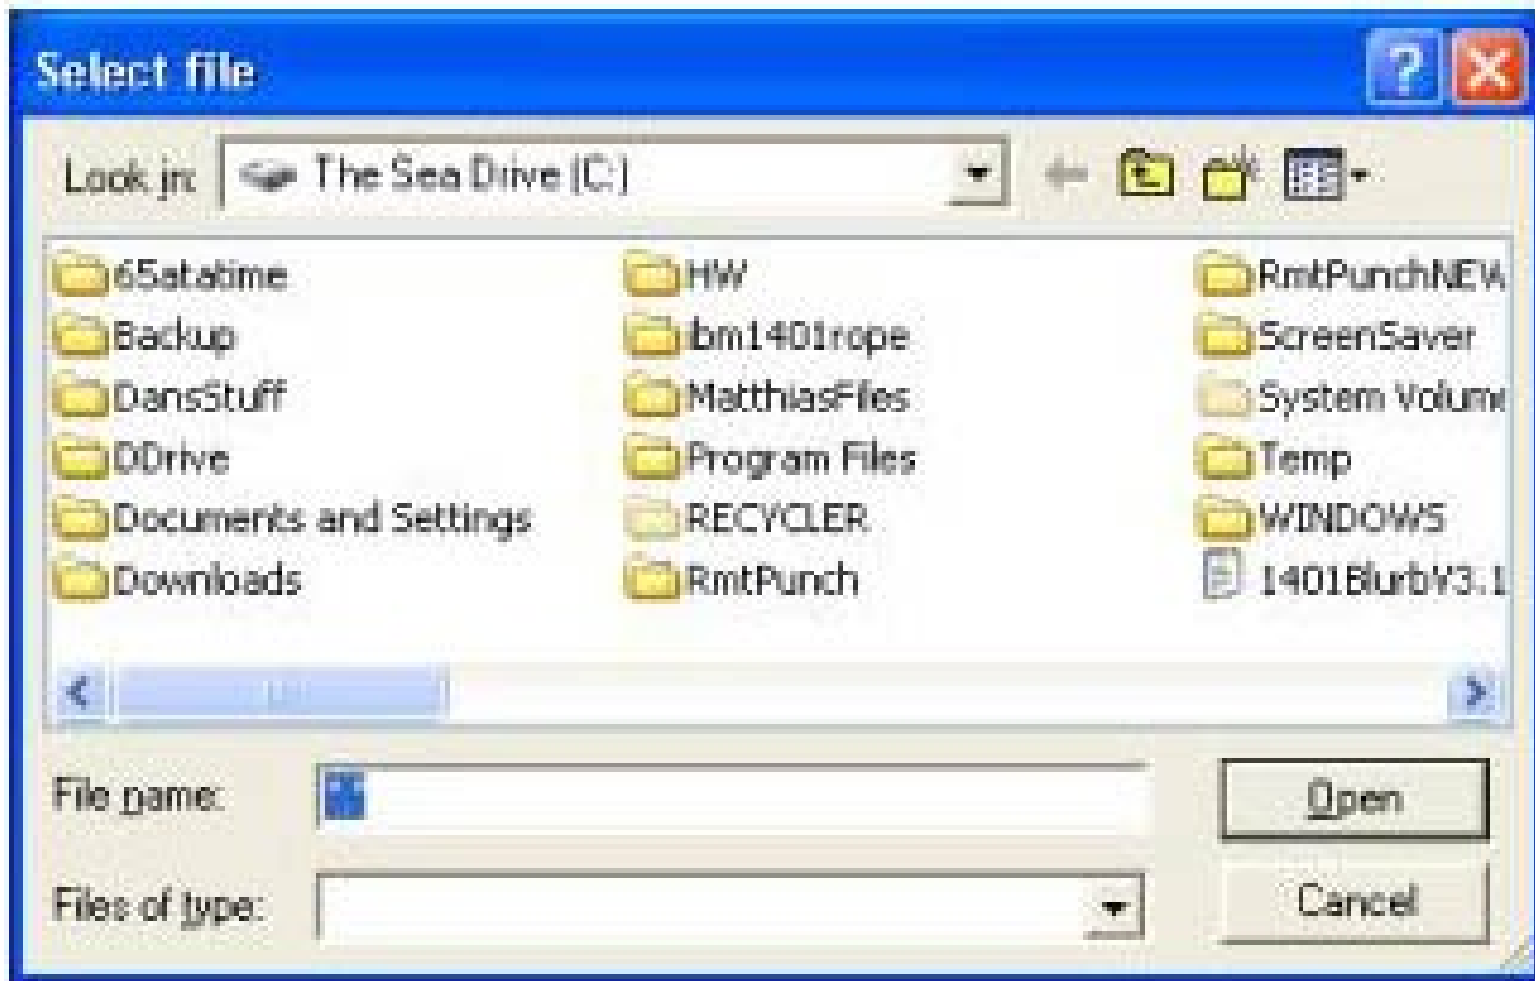 Select file
Look in: The Sea Drive (C:)
65atatime
Backup
DansStuff
DDrive
Documents and Settings
Downloads
HW
ibm1401rope
MatthiasFiles
Program Files
RECYCLER
RmtPunch
RmtPunchNEW
ScreenSaver
System Volume
Temp
WINDOWS
1401BlurbV3.1
File name:
Open
Files of type:
Cancel